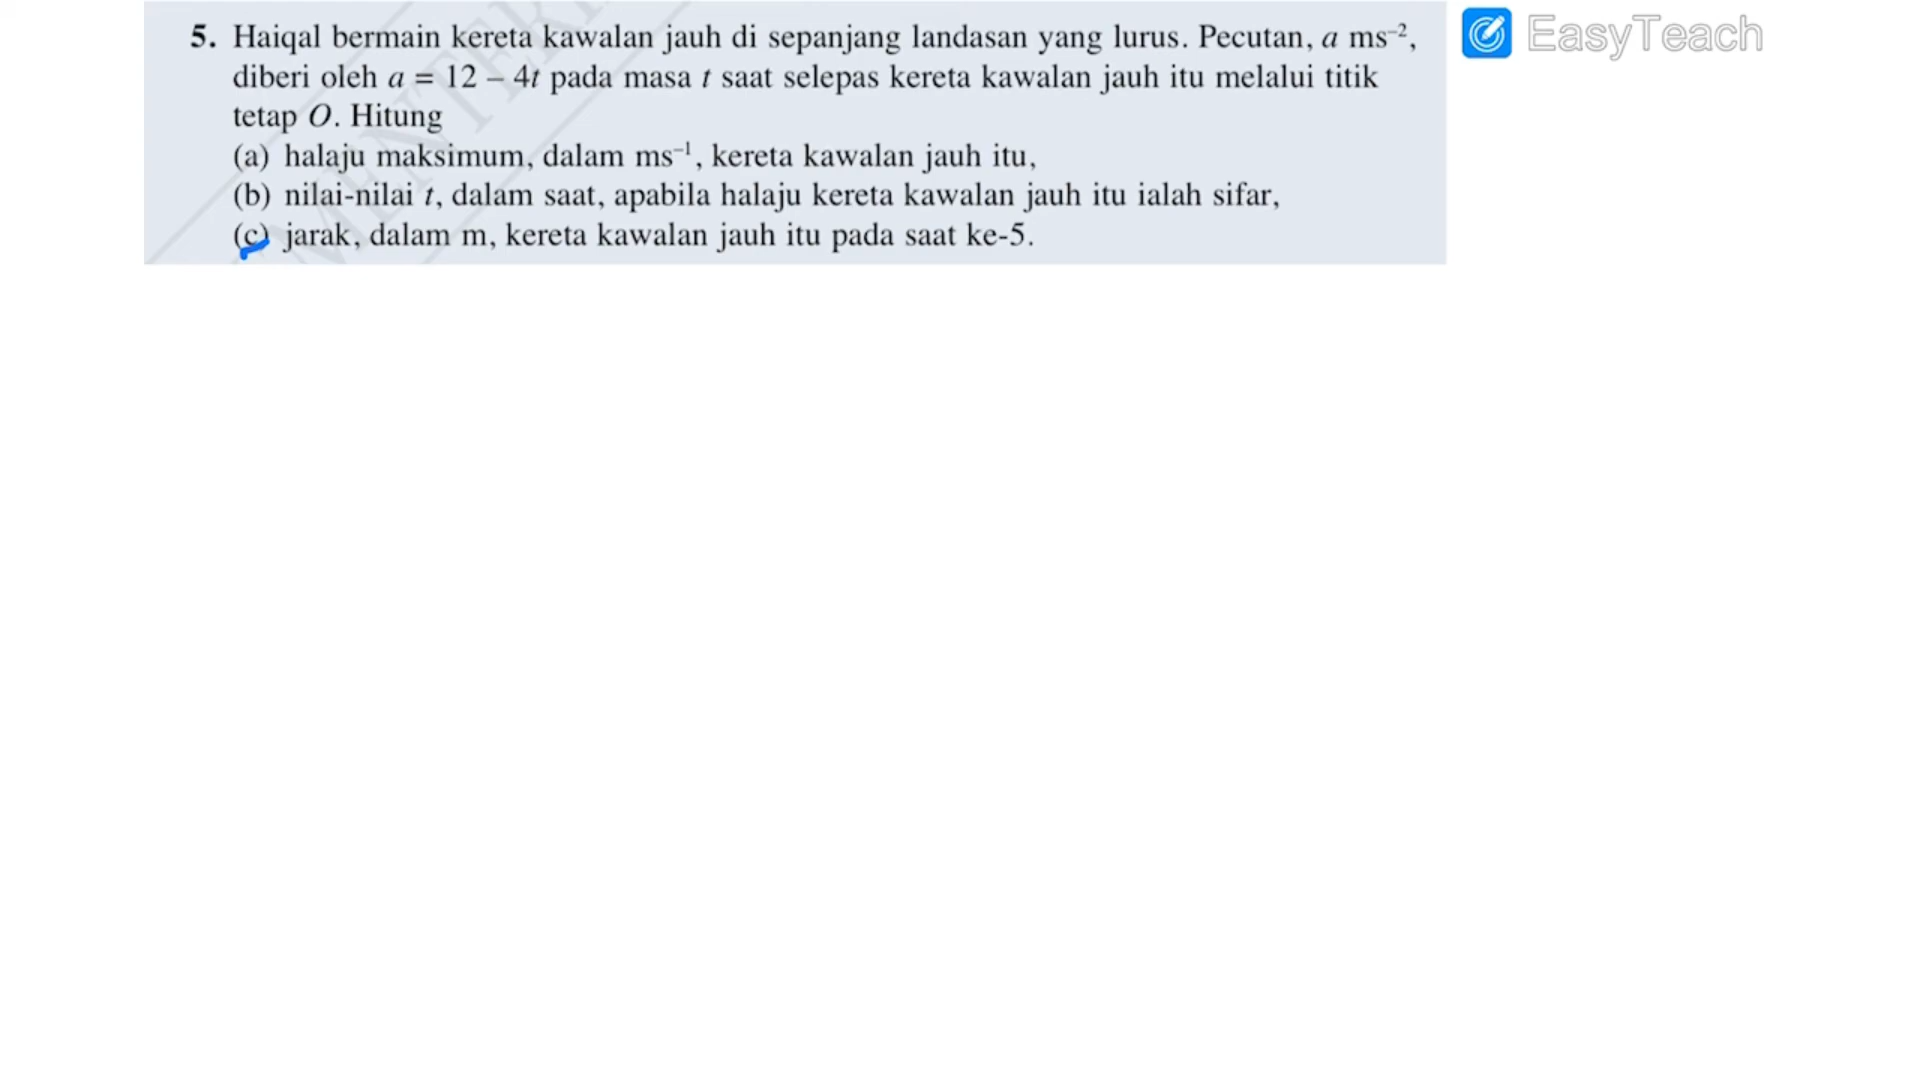 5. Haiqal bermain kereta kawalan jauh di sepanjang landasan yang lurus. Pecutan, a ms⁻²,
diberi oleh a = 12 – 4t pada masa t saat selepas kereta kawalan jauh itu melalui titik
tetap O. Hitung
(a) halaju maksimum, dalam ms⁻¹, kereta kawalan jauh itu,
(b) nilai-nilai t, dalam saat, apabila halaju kereta kawalan jauh itu ialah sifar,
(c) jarak, dalam m, kereta kawalan jauh itu pada saat ke-5.
EasyTeach